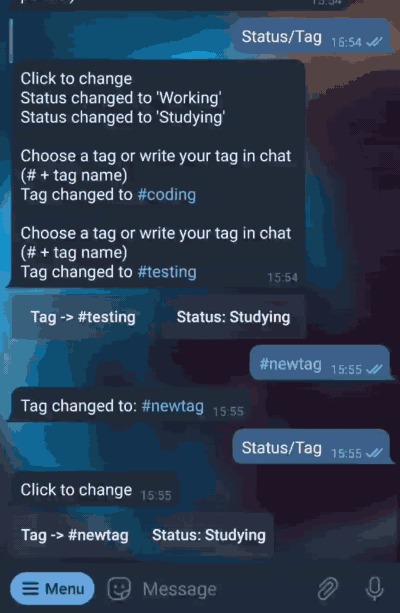 15:54
Status/Tag 15:54
Click to change
Status changed to 'Working'
Status changed to 'Studying'
Choose a tag or write your tag in chat
(# + tag name)
Tag changed to #coding
Choose a tag or write your tag in chat
(# + tag name)
Tag changed to #testing 15:54
Tag -> #testing Status: Studying
#newtag 15:55
Tag changed to: #newtag 15:55
Status/Tag 15:55
Click to change 15:55
Tag -> #newtag Status: Studying
Menu Message